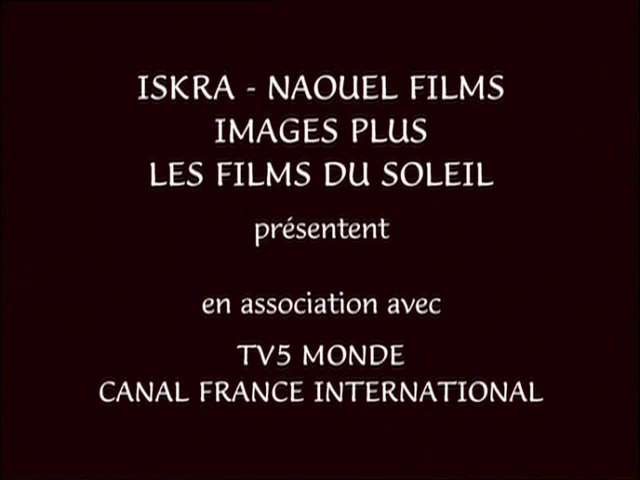 ISKRA - NAOUEL FILMS
IMAGES PLUS
LES FILMS DU SOLEIL
présentent
en association avec
TV5 MONDE
CANAL FRANCE INTERNATIONAL